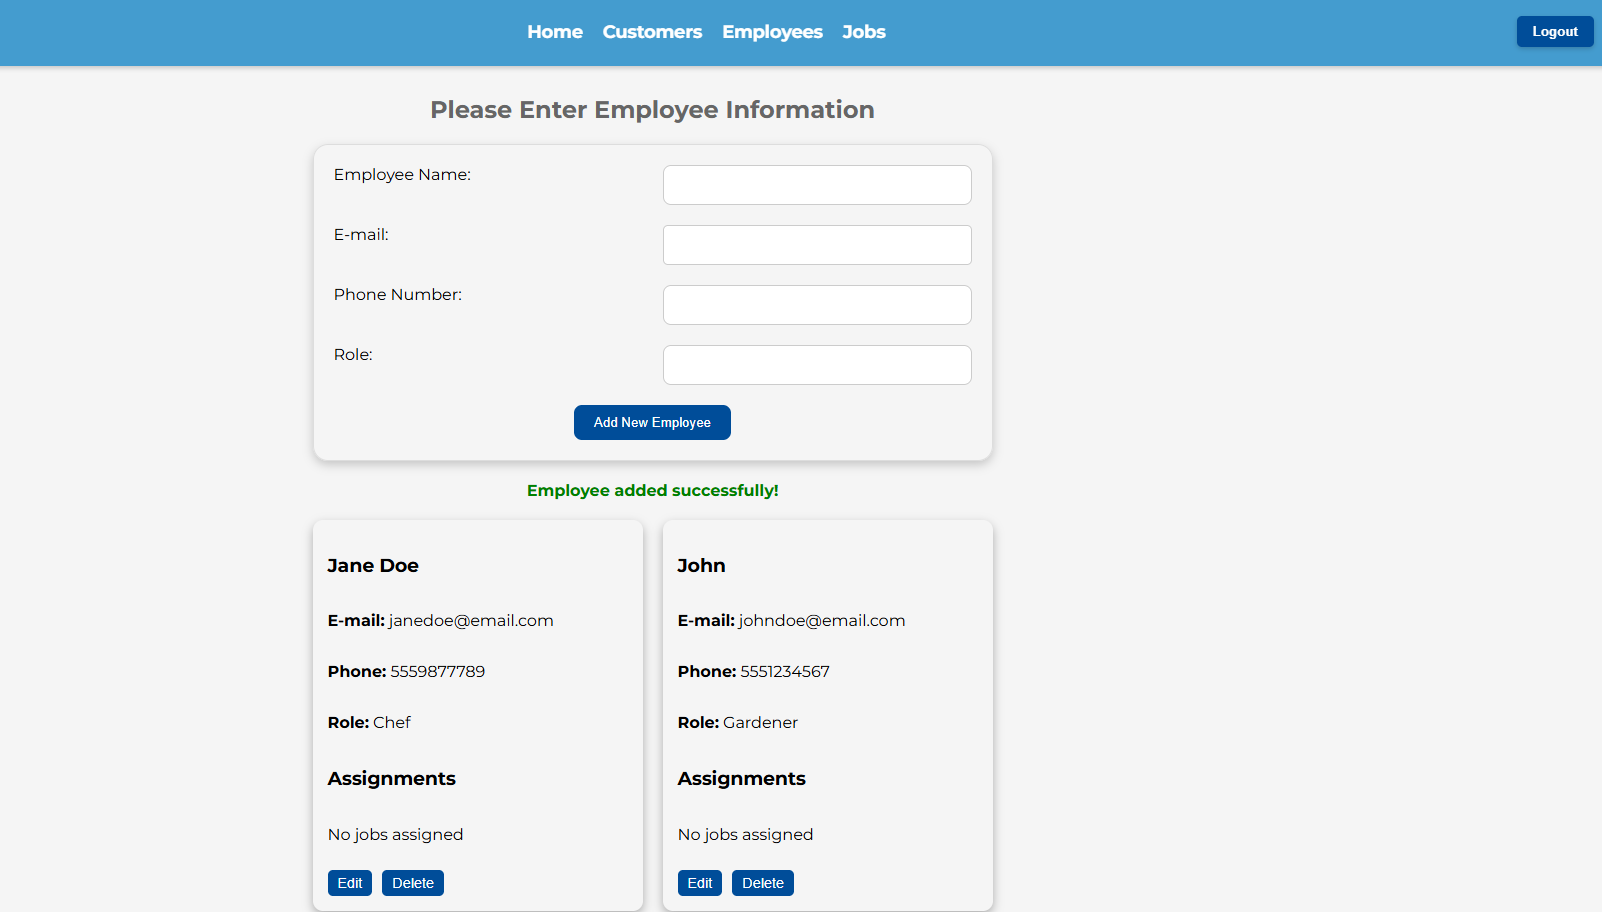 Home Customers Employees Jobs Logout
Please Enter Employee Information
Employee Name:
E-mail:
Phone Number:
Role:
Add New Employee
Employee added successfully!
Jane Doe
E-mail: janedoe@email.com
Phone: 5559877789
Role: Chef
Assignments
No jobs assigned
Edit Delete
John
E-mail: johndoe@email.com
Phone: 5551234567
Role: Gardener
Assignments
No jobs assigned
Edit Delete